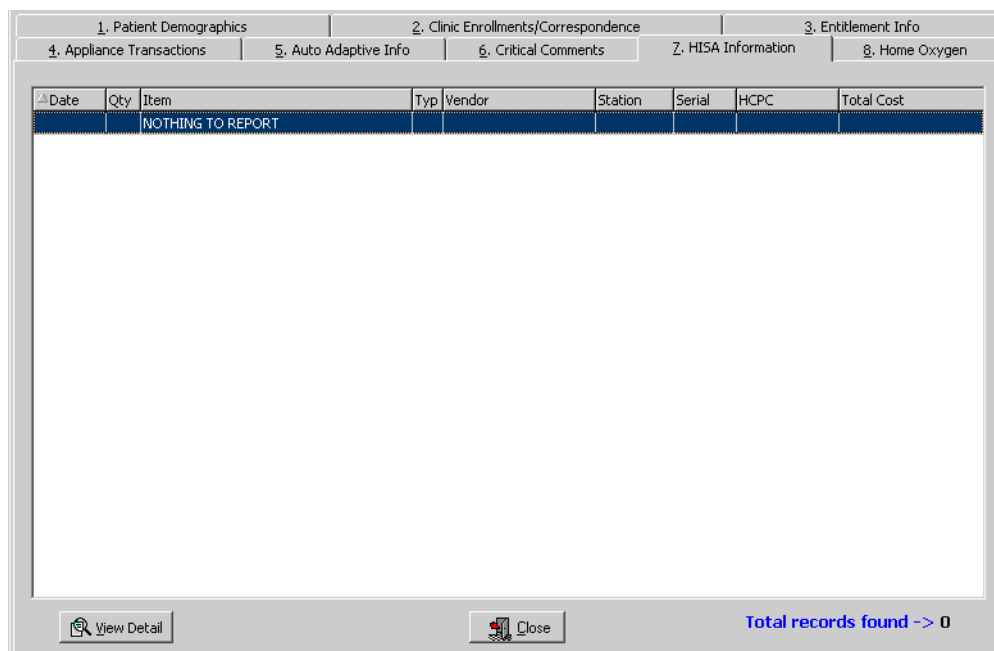 1. Patient Demographics 2. Clinic Enrollments/Correspondence 3. Entitlement Info
4. Appliance Transactions 5. Auto Adaptive Info 6. Critical Comments 7. HISA Information 8. Home Oxygen
Date Qty Item Typ Vendor Station Serial HCPC Total Cost
NOTHING TO REPORT
View Detail Close Total records found -> 0